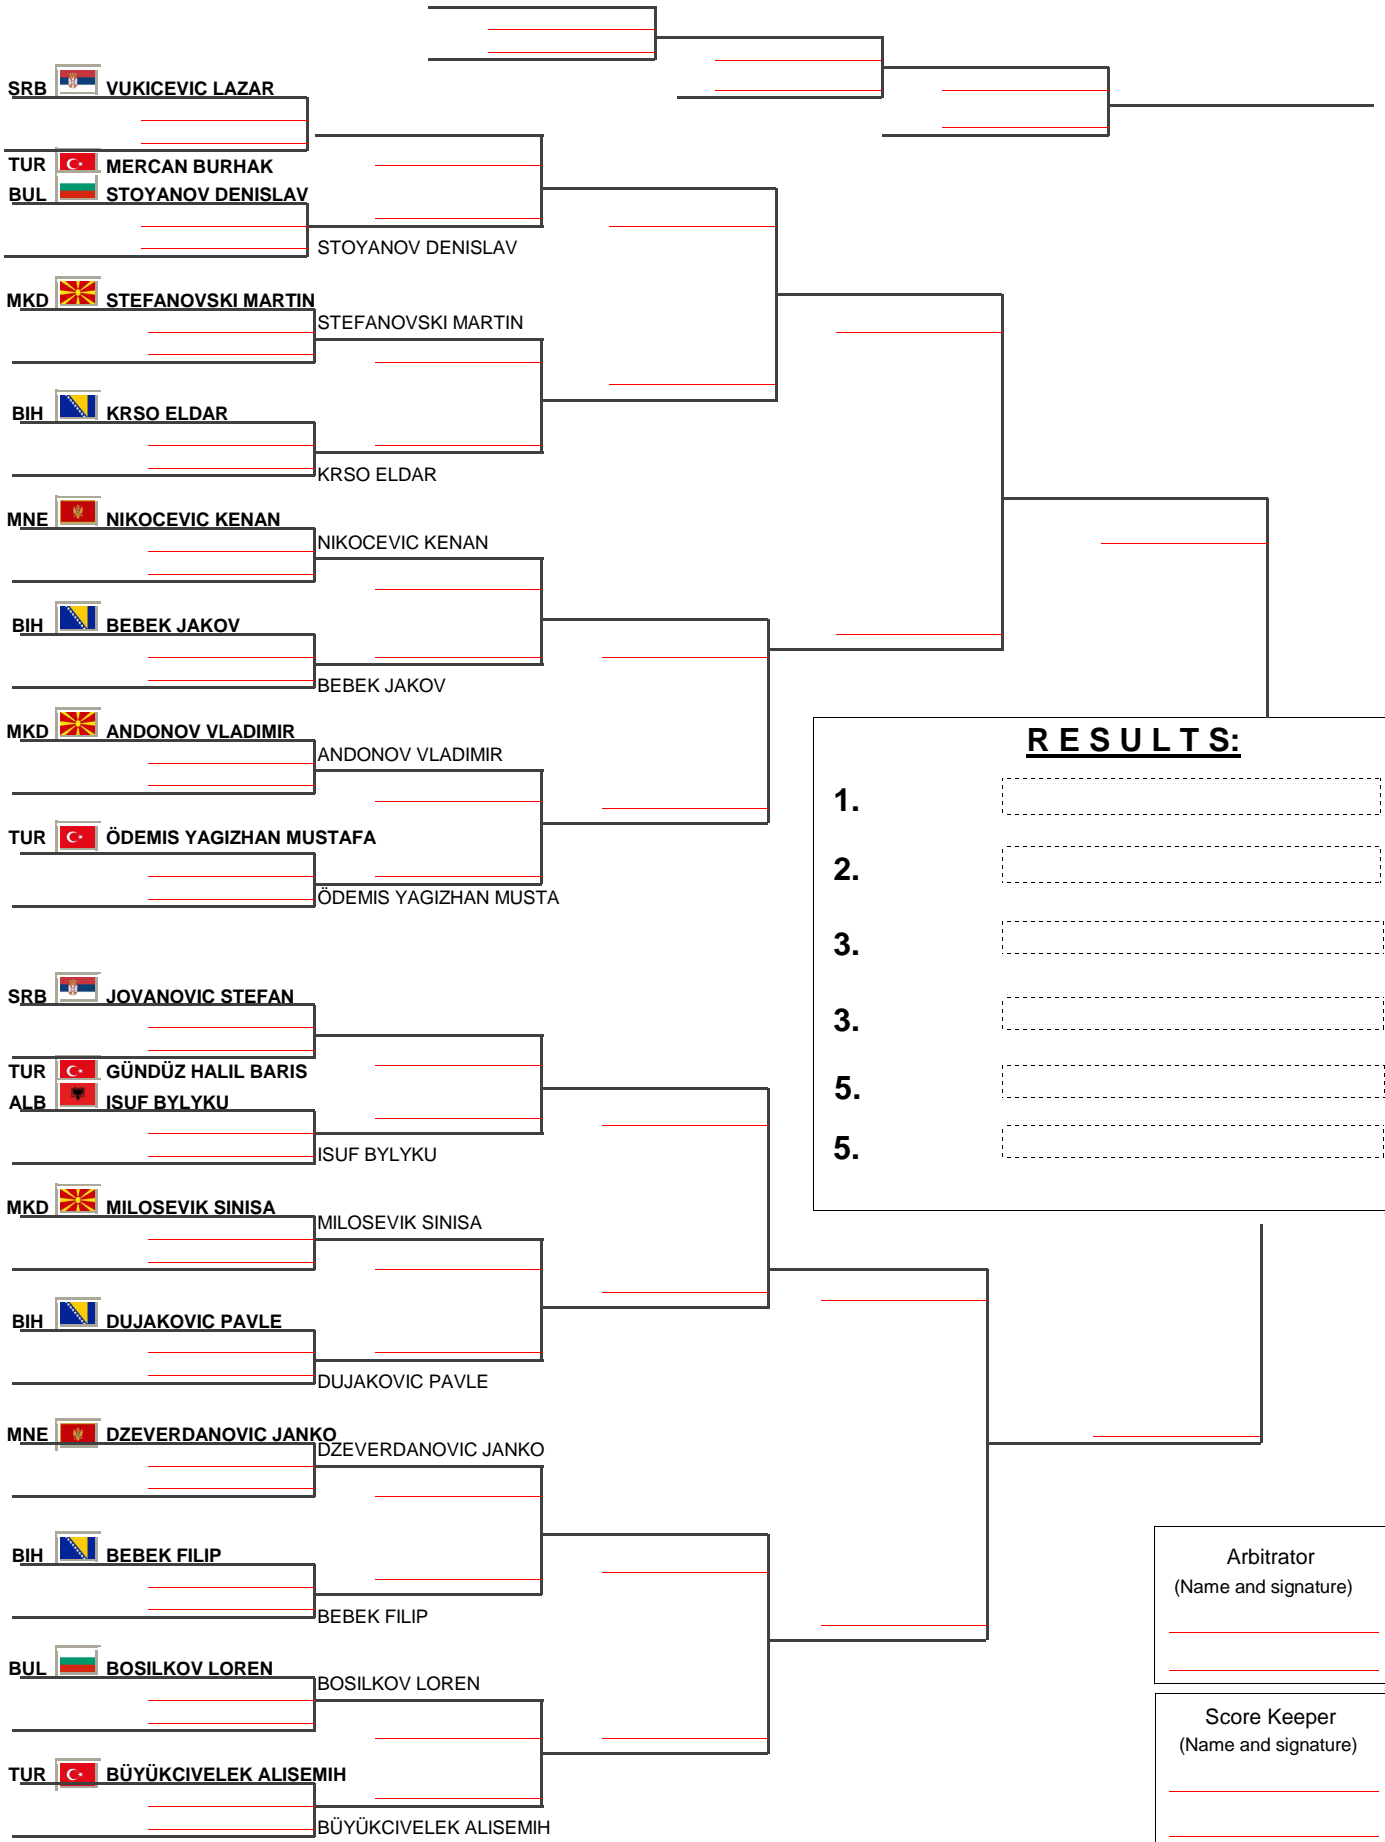 SRB VUKICEVIC LAZAR
TUR MERCAN BURHAK
BUL STOYANOV DENISLAV
STOYANOV DENISLAV
MKD STEFANOVSKI MARTIN
STEFANOVSKI MARTIN
BIH KRSO ELDAR
KRSO ELDAR
MNE NIKOCEVIC KENAN
NIKOCEVIC KENAN
BIH BEBEK JAKOV
BEBEK JAKOV
MKD ANDONOV VLADIMIR
ANDONOV VLADIMIR
TUR ÖDEMIS YAGIZHAN MUSTAFA
ÖDEMIS YAGIZHAN MUSTA
SRB JOVANOVIC STEFAN
TUR GÜNDÜZ HALIL BARIS
ALB ISUF BYLYKU
ISUF BYLYKU
MKD MILOSEVIK SINISA
MILOSEVIK SINISA
BIH DUJAKOVIC PAVLE
DUJAKOVIC PAVLE
MNE DZEVERDANOVIC JANKO
DZEVERDANOVIC JANKO
BIH BEBEK FILIP
BEBEK FILIP
BUL BOSILKOV LOREN
BOSILKOV LOREN
TUR BÜYÜKCIVELEK ALISEMIH
BÜYÜKCIVELEK ALISEMIH
R E S U L T S:
1.
2.
3.
3.
5.
5.
Arbitrator
(Name and signature)
Score Keeper
(Name and signature)